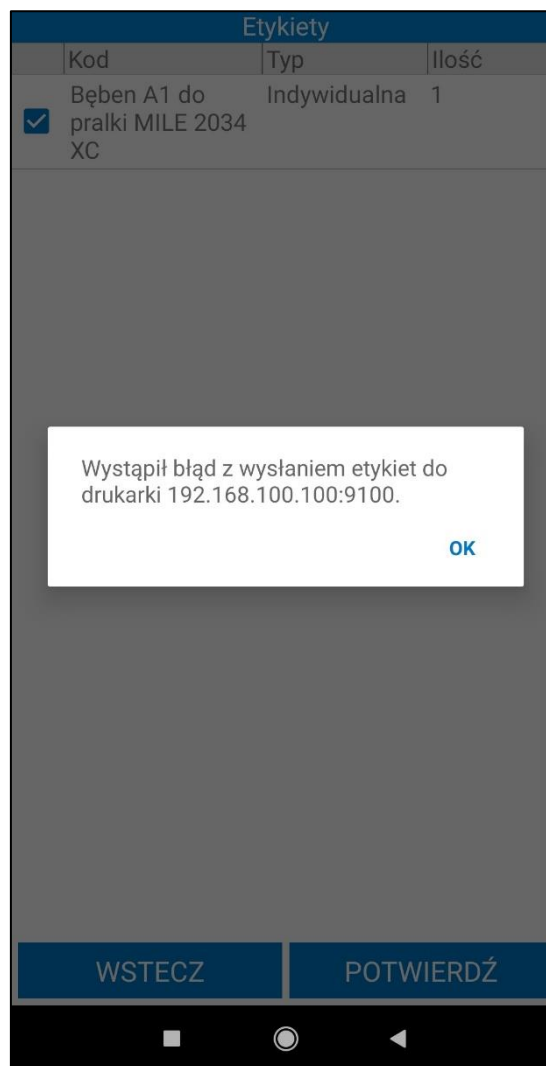 Etykiety
Kod Typ Ilość
Bęben A1 do Indywidualna 1
pralki MILE 2034
XC
Wystąpił błąd z wysłaniem etykiet do
drukarki 192.168.100.100:9100.
OK
WSTECZ POTWIERDŹ